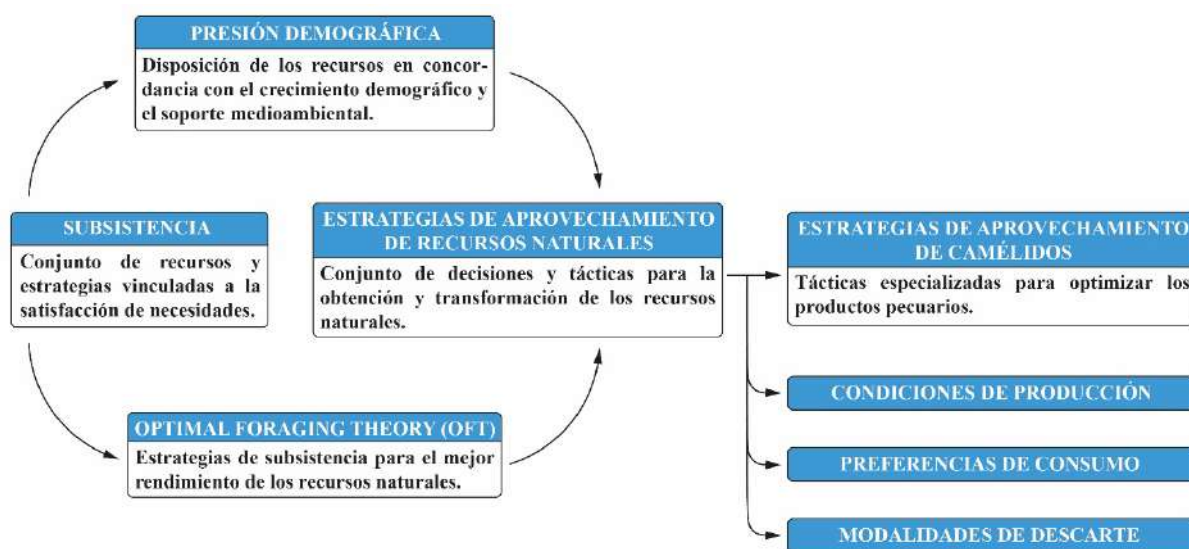 PRESIÓN DEMOGRÁFICA
Disposición de los recursos en concor-
dancia con el crecimiento demográfico y
el soporte medioambiental.
SUBSISTENCIA
Conjunto de recursos y
estrategias vinculadas a la
satisfacción de necesidades.
ESTRATEGIAS DE APROVECHAMIENTO
DE RECURSOS NATURALES
Conjunto de decisiones y tácticas para la
obtención y transformación de los recursos
naturales.
ESTRATEGIAS DE APROVECHAMIENTO
DE CAMÉLIDOS
Tácticas especializadas para optimizar los
productos pecuarios.
OPTIMAL FORAGING THEORY (OFT)
Estrategias de subsistencia para el mejor
rendimiento de los recursos naturales.
CONDICIONES DE PRODUCCIÓN
PREFERENCIAS DE CONSUMO
MODALIDADES DE DESCARTE